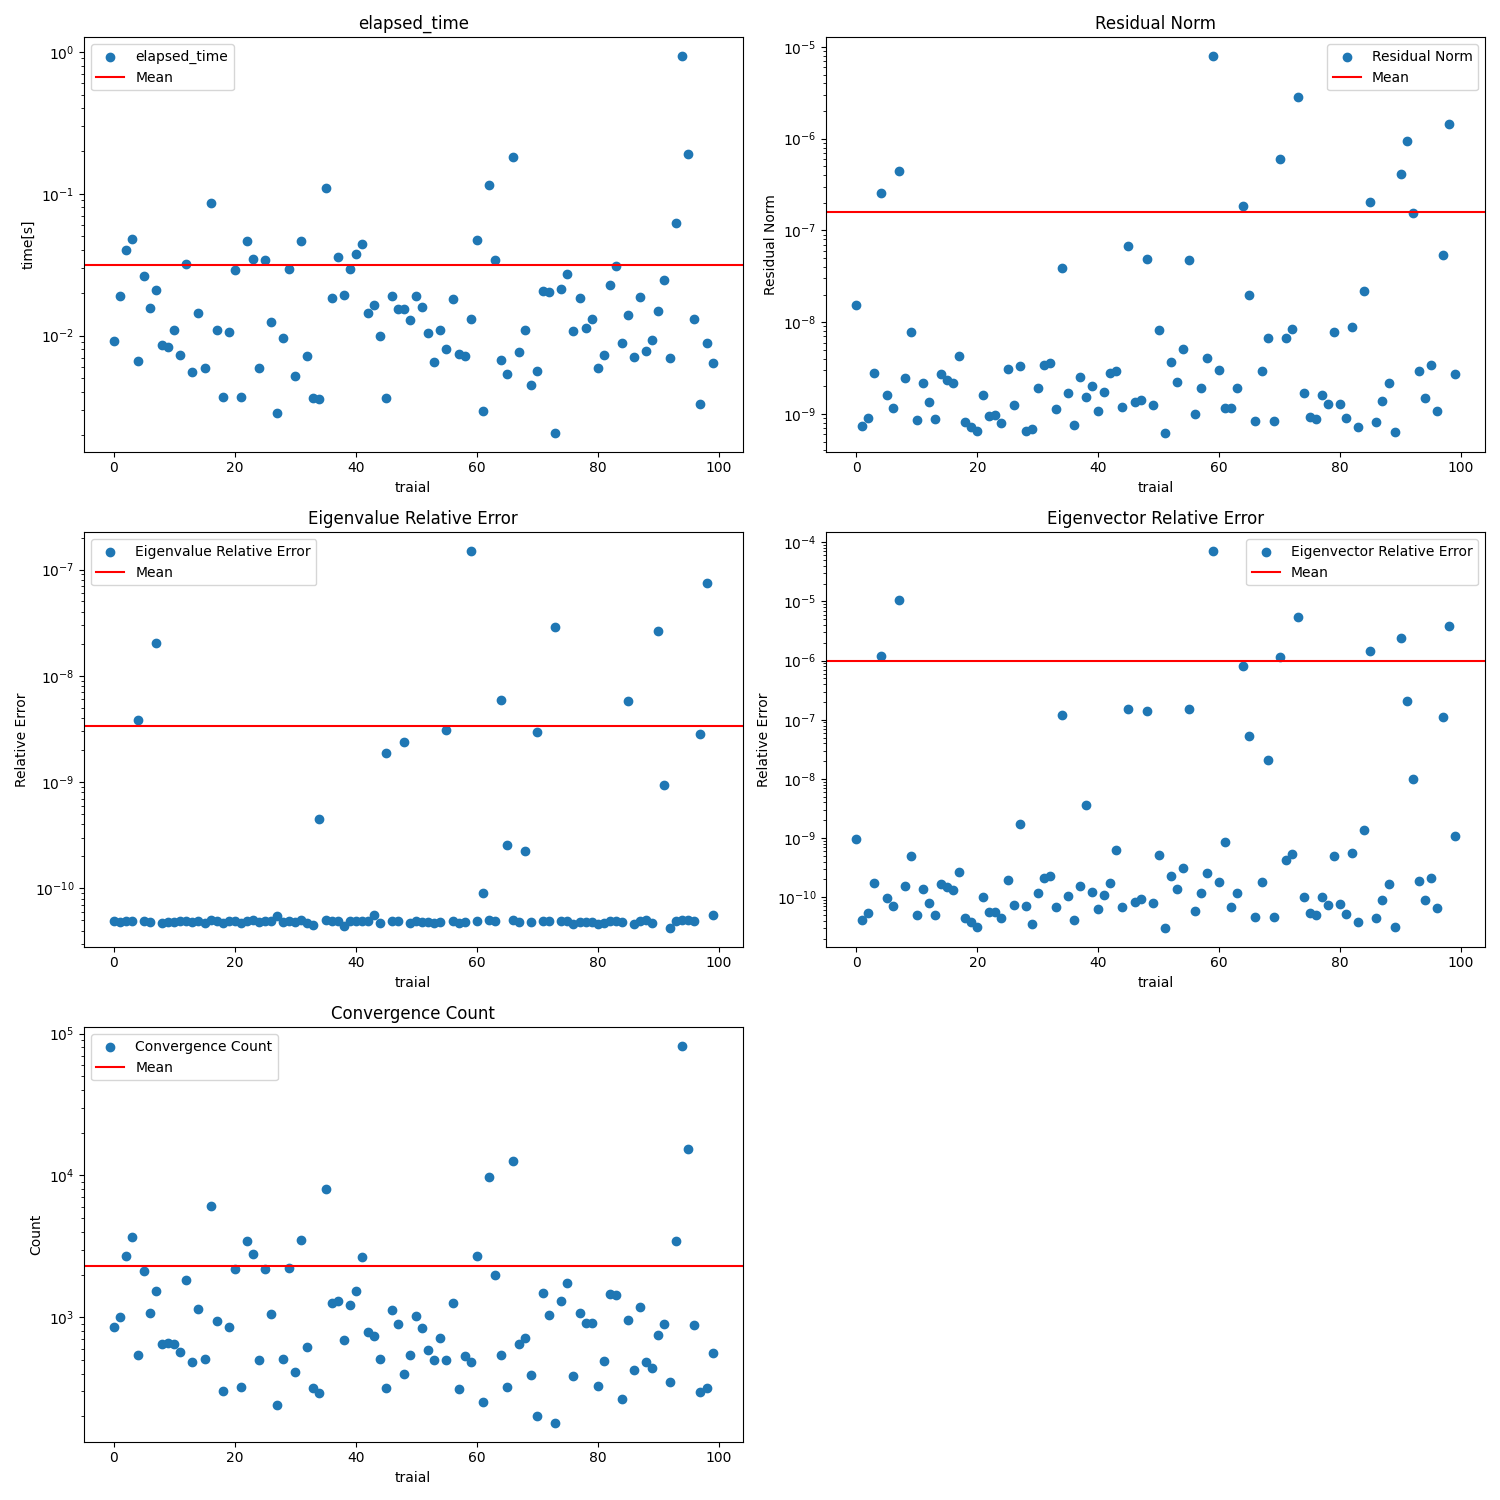 elapsed_time
elapsed_time
Mean
time[s]
10⁰
10⁻¹
10⁻²
0 20 40 60 80 100
traial
Residual Norm
Residual Norm
Mean
Residual Norm
10⁻⁵
10⁻⁶
10⁻⁷
10⁻⁸
10⁻⁹
0 20 40 60 80 100
traial
Eigenvalue Relative Error
Eigenvalue Relative Error
Mean
Relative Error
10⁻⁷
10⁻⁸
10⁻⁹
10⁻¹⁰
0 20 40 60 80 100
traial
Eigenvector Relative Error
Eigenvector Relative Error
Mean
Relative Error
10⁻⁴
10⁻⁵
10⁻⁶
10⁻⁷
10⁻⁸
10⁻⁹
10⁻¹⁰
0 20 40 60 80 100
traial
Convergence Count
Convergence Count
Mean
Count
10⁵
10⁴
10³
0 20 40 60 80 100
traial